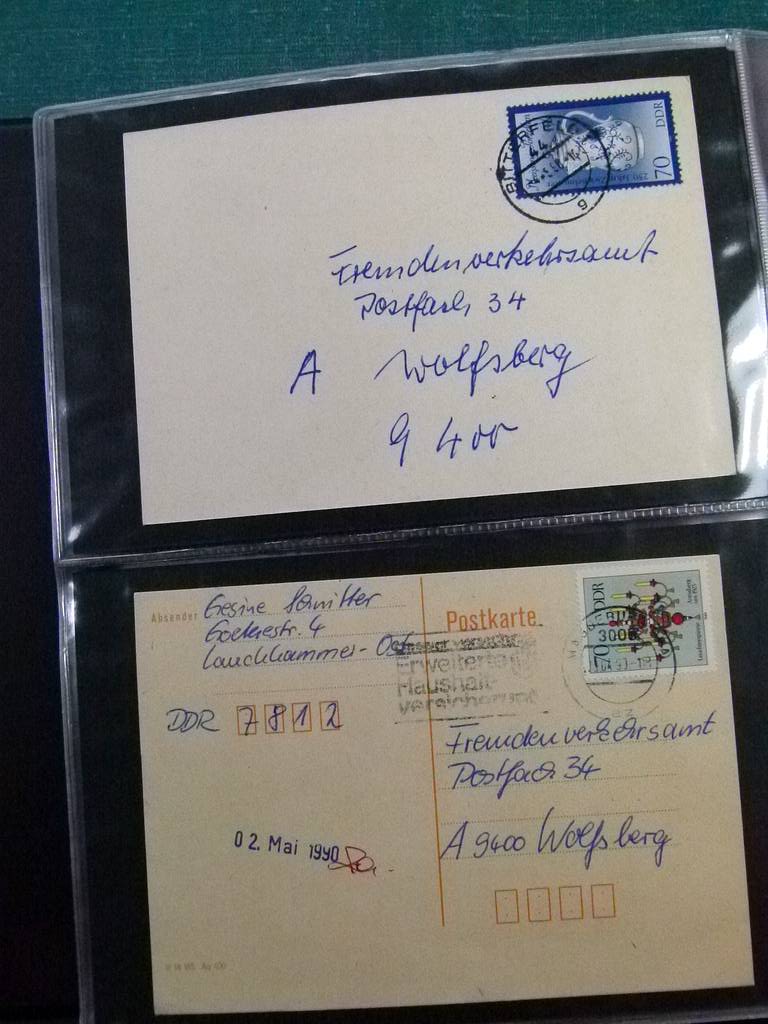 DDR
70
BITTERFELD
g
Fremdenverkehrsamt
Postfach 34
A Wolfsberg
9400
Absender Gesine
Goethestr. 4
Lauchhammer-Ost
DDR 7812
Postkarte
Erweiterte
Haushalt-
versicherung
DDR
70
Fremdenverkehrsamt
Postfach 34
A 9400 Wolfsberg
02. Mai 1990